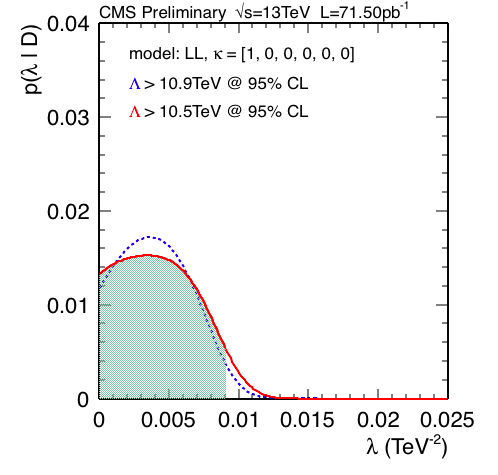 CMS Preliminary √s=13TeV L=71.50pb⁻¹
p(λ | D)
0.04
model: LL, κ = [1, 0, 0, 0, 0, 0]
Λ > 10.9TeV @ 95% CL
Λ > 10.5TeV @ 95% CL
0.03
0.02
0.01
0
0 0.005 0.01 0.015 0.02 0.025
λ (TeV⁻²)